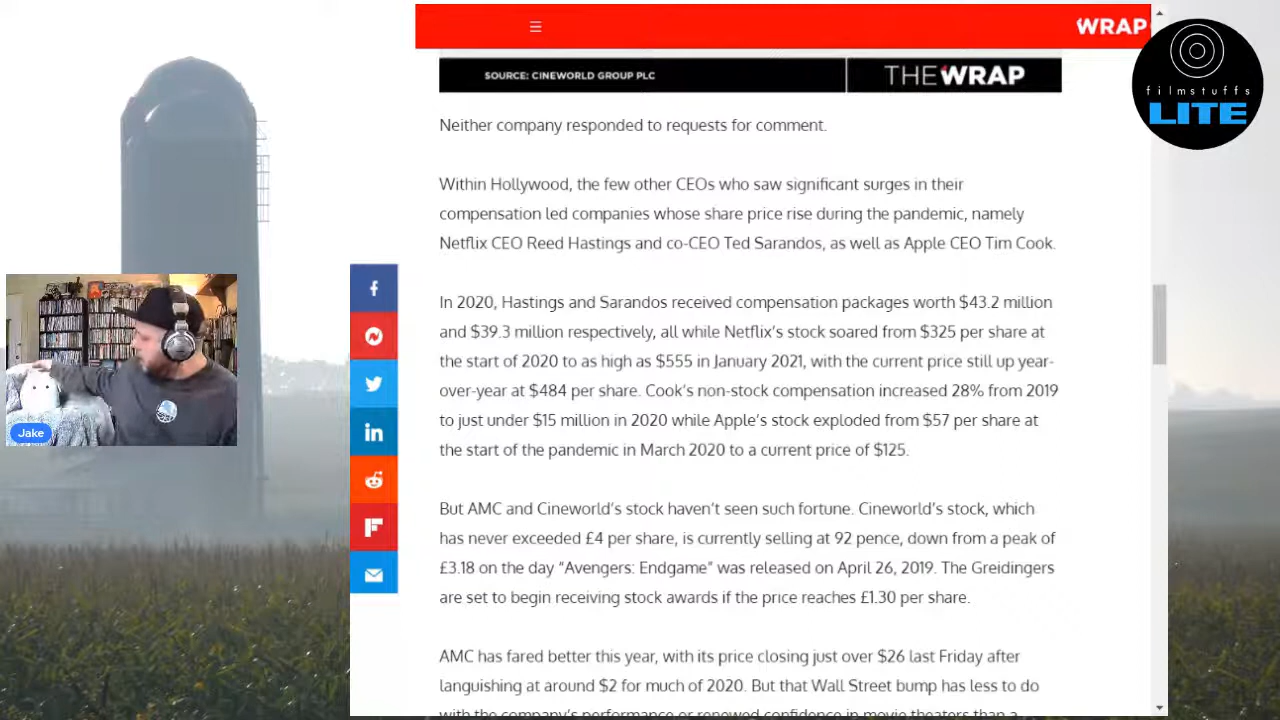 WRAP
SOURCE: CINEWORLD GROUP PLC
THEWRAP
filmstuffs
LITE
Neither company responded to requests for comment.
Within Hollywood, the few other CEOs who saw significant surges in their
compensation led companies whose share price rise during the pandemic, namely
Netflix CEO Reed Hastings and co-CEO Ted Sarandos, as well as Apple CEO Tim Cook.
In 2020, Hastings and Sarandos received compensation packages worth $43.2 million
and $39.3 million respectively, all while Netflix’s stock soared from $325 per share at
the start of 2020 to as high as $555 in January 2021, with the current price still up year-
over-year at $484 per share. Cook’s non-stock compensation increased 28% from 2019
to just under $15 million in 2020 while Apple’s stock exploded from $57 per share at
the start of the pandemic in March 2020 to a current price of $125.
But AMC and Cineworld’s stock haven’t seen such fortune. Cineworld’s stock, which
has never exceeded £4 per share, is currently selling at 92 pence, down from a peak of
£3.18 on the day “Avengers: Endgame” was released on April 26, 2019. The Greidingers
are set to begin receiving stock awards if the price reaches £1.30 per share.
AMC has fared better this year, with its price closing just over $26 last Friday after
languishing at around $2 for much of 2020. But that Wall Street bump has less to do
with the company’s performance or renewed confidence in movie theaters than a
Jake